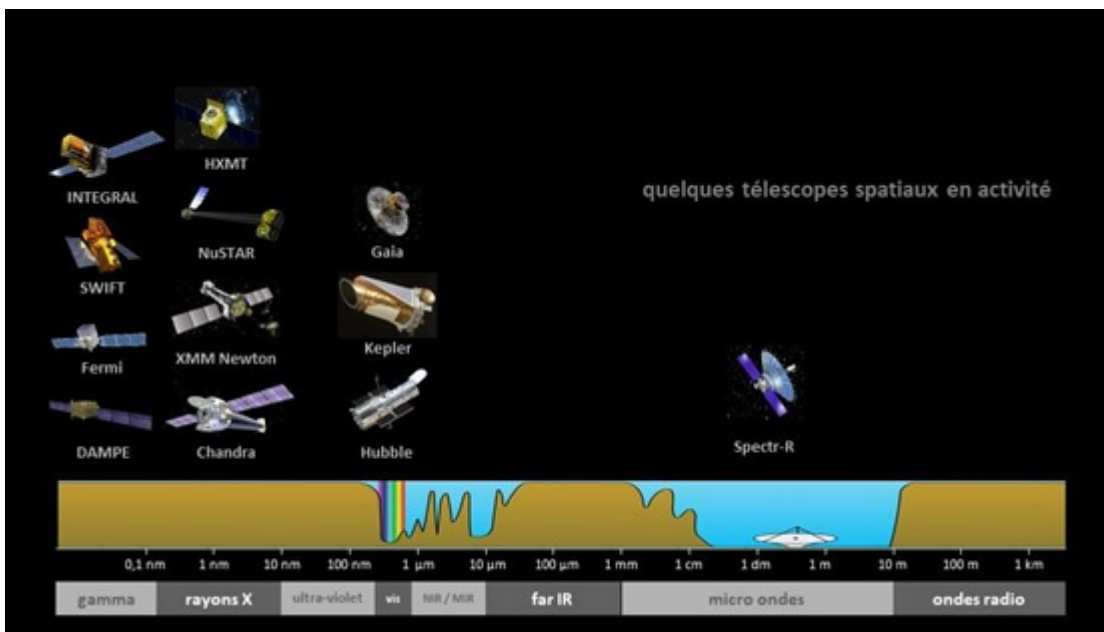 HXMT
INTEGRAL
quelques télescopes spatiaux en activité
NuSTAR
Gaia
SWIFT
Kepler
XMM Newton
Fermi
Spectr-R
DAMPE
Chandra
Hubble
0,1 nm 1 nm 10 nm 100 nm 1 µm 10 µm 100 µm 1 mm 1 cm 1 dm 1 m 10 m 100 m 1 km
gamma rayons X ultra-violet vis NIR / MIR far IR micro ondes ondes radio